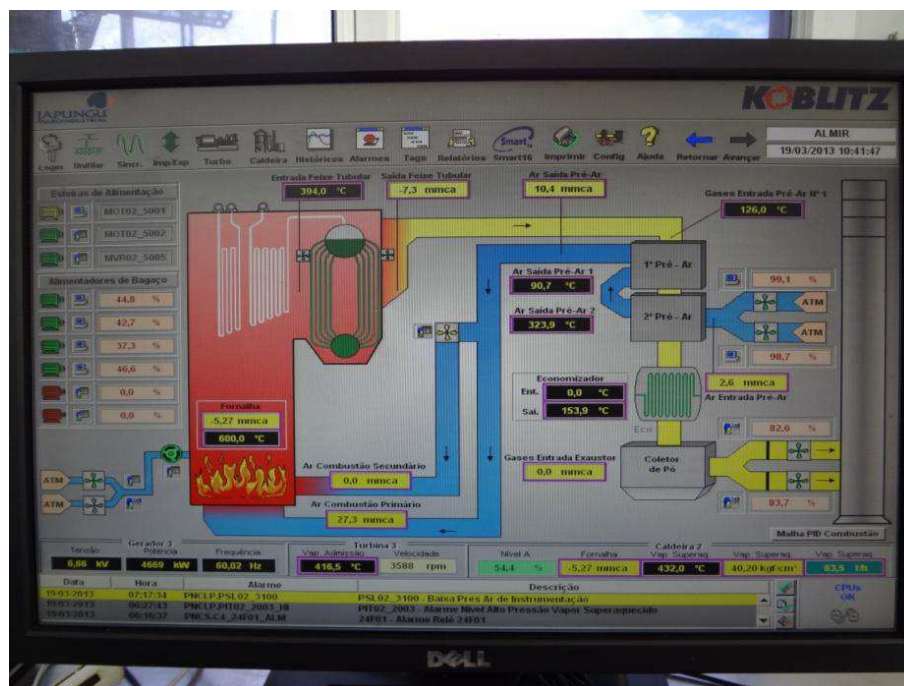 JAPUNGU
KOBLITZ
Logas Unifilar Sincr. Imp/Exp Turbo Caldeira Históricos Alarmes Tags Relatórios Smart16 Imprimir Config Ajuda Retornar Avançar
ALMIR
19/03/2013 10:41:47
Esteiras de Alimentação
MOT02_5001
MOT02_5002
MVR02_5005
Alimentadores de Bagaço
44,8 %
42,7 %
37,3 %
46,6 %
0,0 %
0,0 %
Entrada Feixe Tubular
394,0 °C
Saída Feixe Tubular
-7,3 mmca
Ar Saída Pré-Ar
10,4 mmca
Gases Entrada Pré-Ar Nº 1
126,0 °C
1º Pré - Ar
Ar Saída Pré-Ar 1
90,7 °C
Ar Saída Pré-Ar 2
323,9 °C
2º Pré - Ar
99,1 %
ATM
ATM
98,7 %
Economizador
Ent. 0,0 °C
Sai. 153,9 °C
Eco
2,6 mmca
Ar Entrada Pré-Ar
Fornalha
-5,27 mmca
600,0 °C
ATM
ATM
Ar Combustão Secundário
0,0 mmca
Ar Combustão Primário
27,3 mmca
Gases Entrada Exaustor
0,0 mmca
Coletor
de Pó
82,6 %
83,7 %
Malha PID Combustão
Gerador 3
Tensão Potência Frequência
6,66 kV 4669 kW 60,02 Hz
Turbina 3
Vap. Admissão Velocidade
416,5 °C 3588 rpm
Caldeira 2
Nível A Fornalha Vap. Superaq. Vap. Superaq. Vap. Superaq.
54,4 % -5,27 mmca 432,0 °C 40,20 kgf/cm² 63,5 t/h
Data Hora Alarme Descrição
19/03/2013 07:17:34 PNCLP.PSL02_3100 PSL02_3100 - Baixa Pres Ar de Instrumentação
19/03/2013 06:27:43 PNCLP.PIT02_2003_HI PIT02_2003 - Alarme Nível Alto Pressão Vapor Superaquecido
19/03/2013 06:16:37 PNCS.C4_24F01_ALM 24F01 - Alarme Relé 24F01
CPUs
OK
DELL